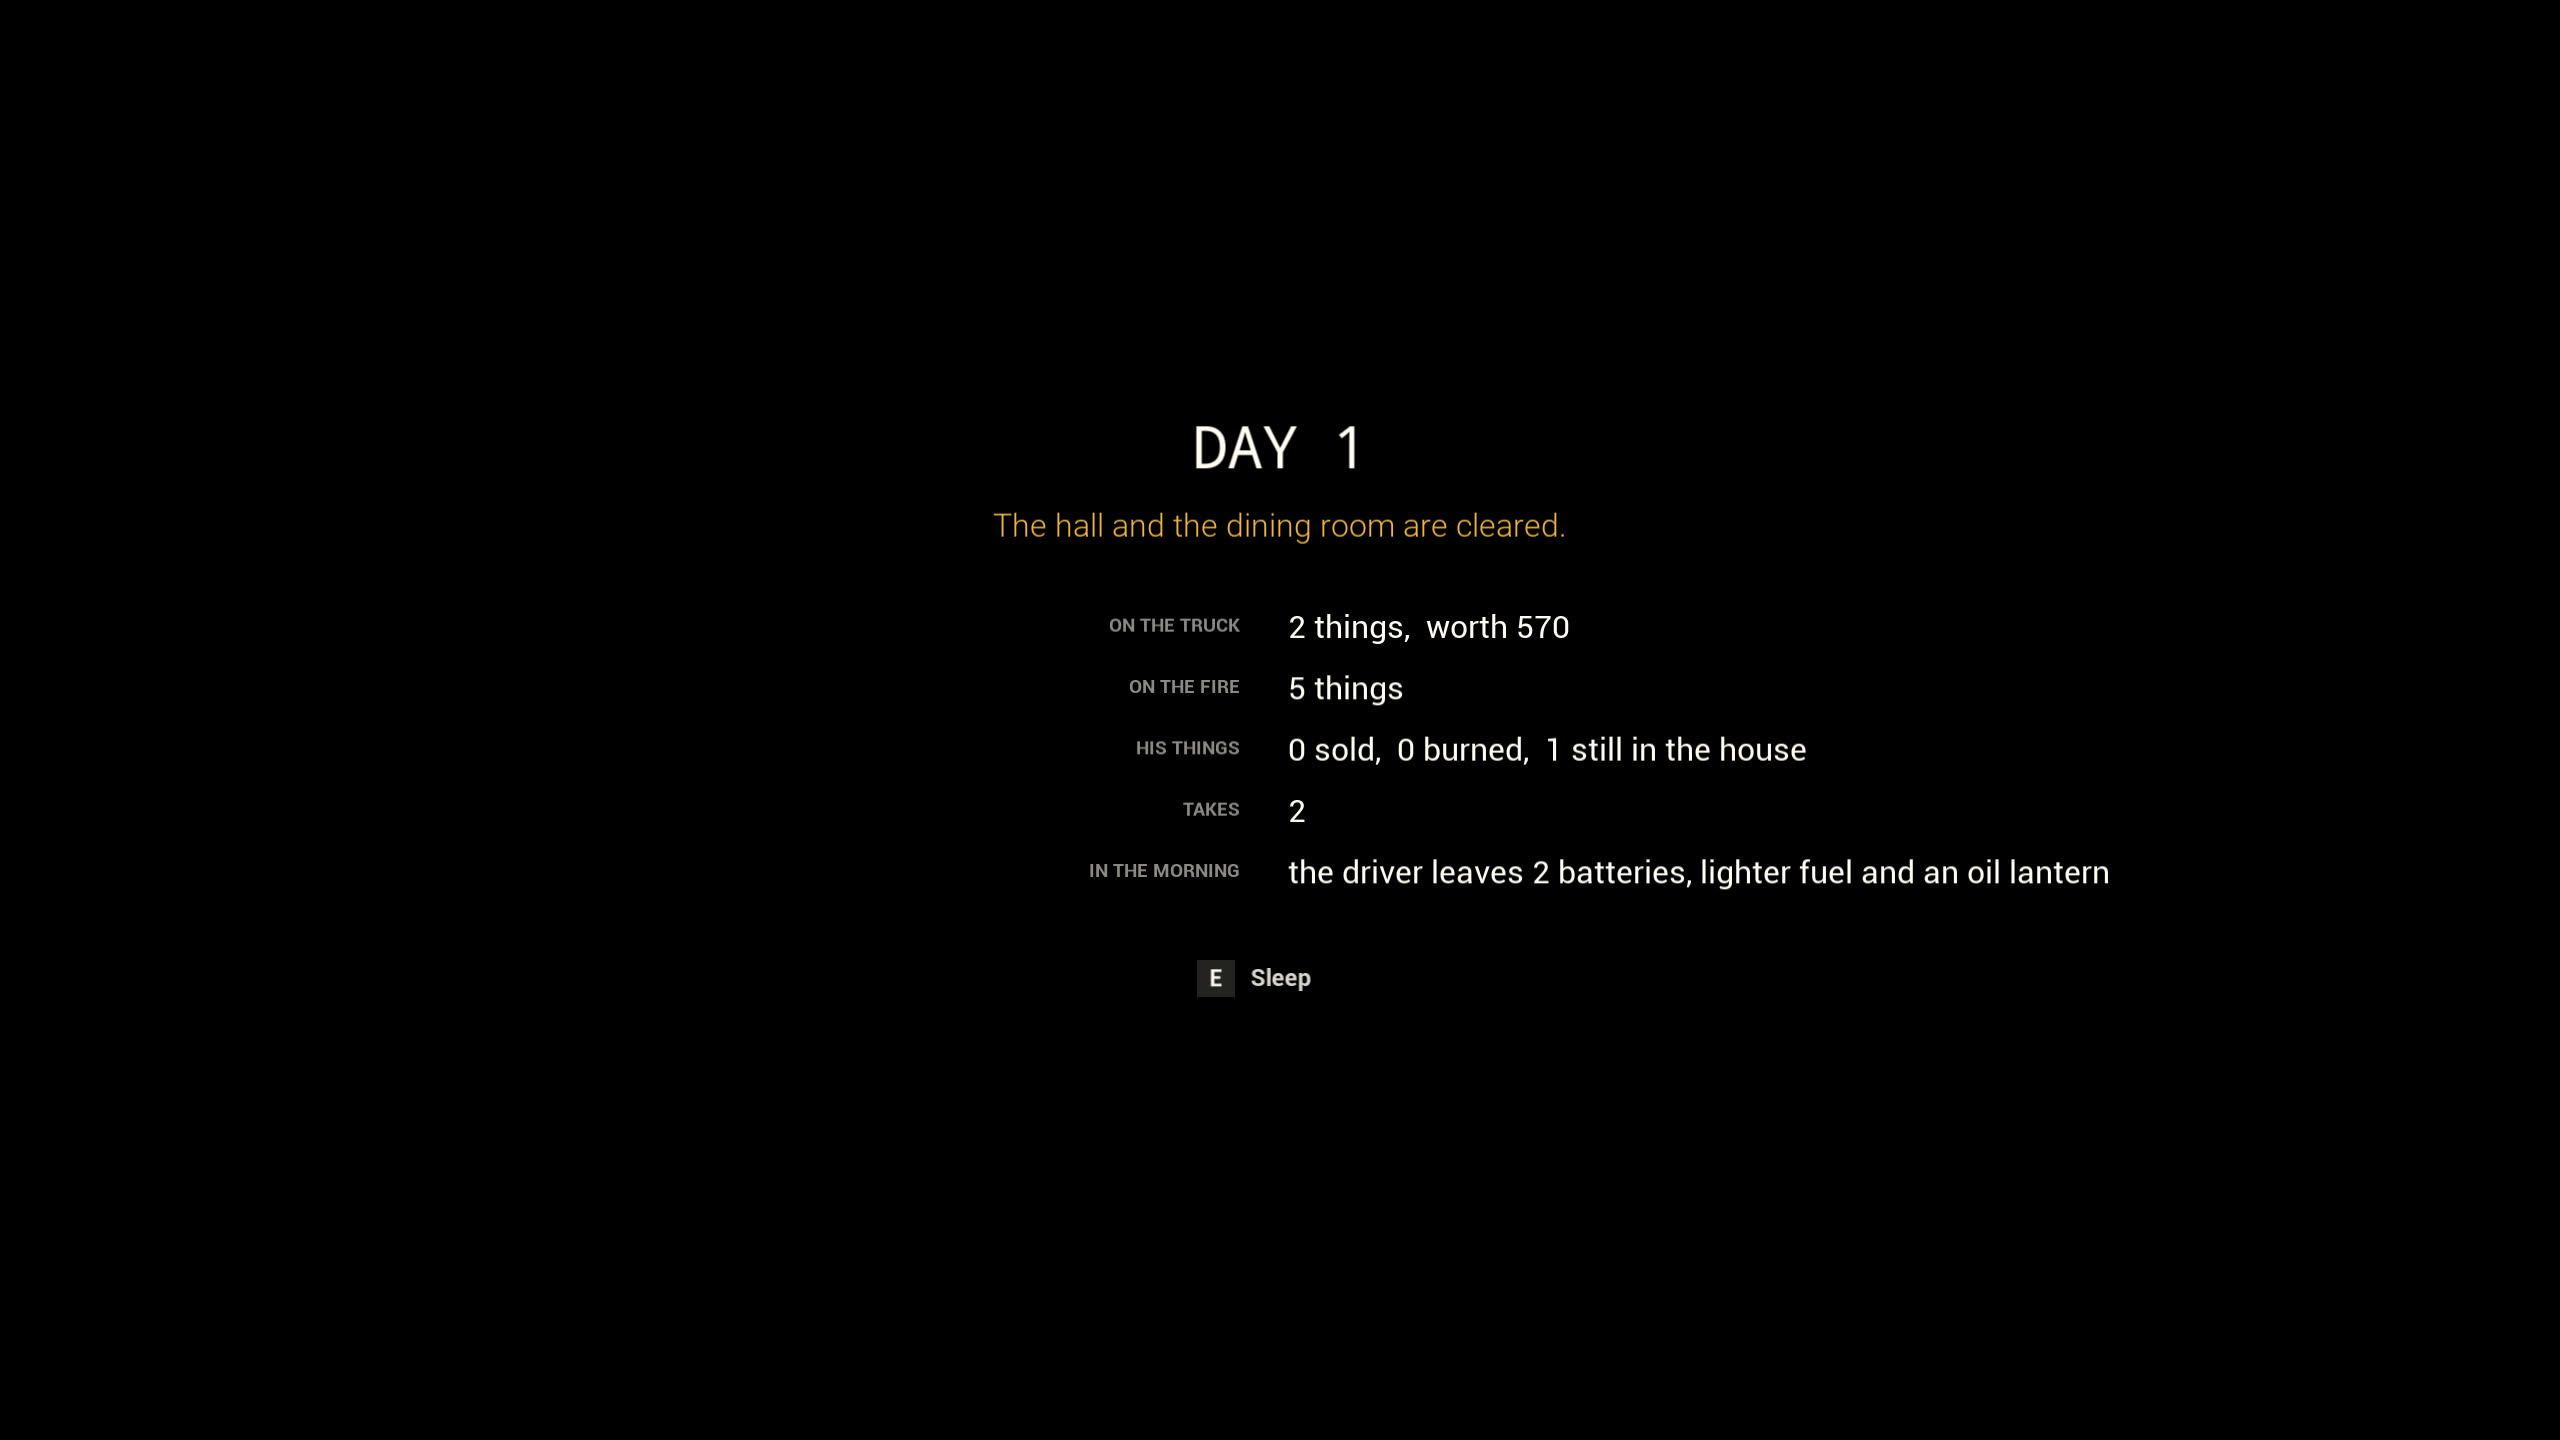 DAY 1
The hall and the dining room are cleared.
ON THE TRUCK 2 things, worth 570
ON THE FIRE 5 things
HIS THINGS 0 sold, 0 burned, 1 still in the house
TAKES 2
IN THE MORNING the driver leaves 2 batteries, lighter fuel and an oil lantern
E Sleep